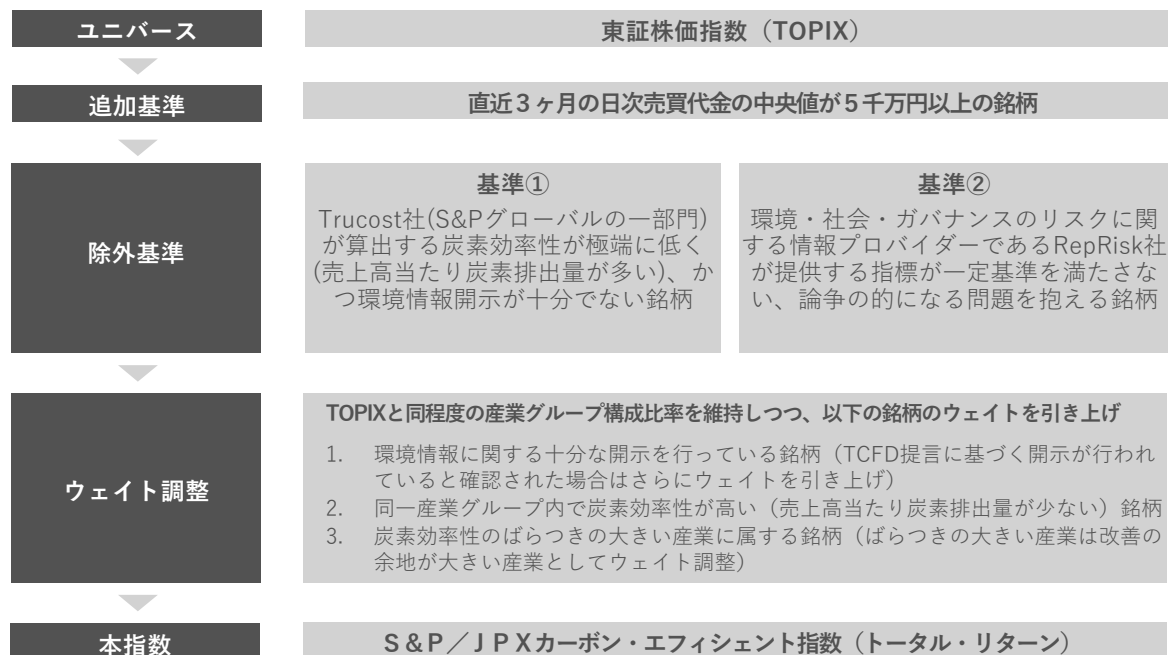 ユニバース
東証株価指数（TOPIX）
追加基準
直近３ヶ月の日次売買代金の中央値が５千万円以上の銘柄
除外基準
基準①
Trucost社(S&Pグローバルの一部門)
が算出する炭素効率性が極端に低く
(売上高当たり炭素排出量が多い)、か
つ環境情報開示が十分でない銘柄
基準②
環境・社会・ガバナンスのリスクに関
する情報プロバイダーであるRepRisk社
が提供する指標が一定基準を満たさな
い、論争の的になる問題を抱える銘柄
ウェイト調整
TOPIXと同程度の産業グループ構成比率を維持しつつ、以下の銘柄のウェイトを引き上げ
1. 環境情報に関する十分な開示を行っている銘柄（TCFD提言に基づく開示が行われ
ていると確認された場合はさらにウェイトを引き上げ）
2. 同一産業グループ内で炭素効率性が高い（売上高当たり炭素排出量が少ない）銘柄
3. 炭素効率性のばらつきの大きい産業に属する銘柄（ばらつきの大きい産業は改善の
余地が大きい産業としてウェイト調整）
本指数
Ｓ＆Ｐ／ＪＰＸカーボン・エフィシェント指数（トータル・リターン）